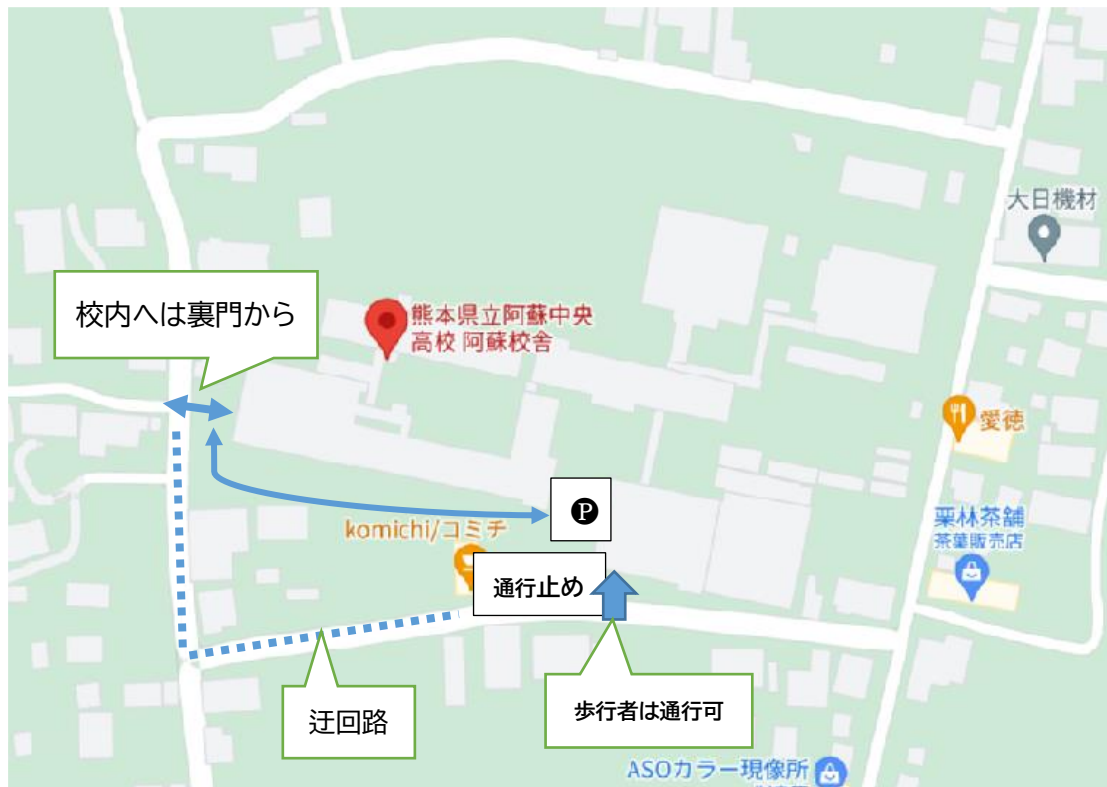 大日機材
校内へは裏門から
熊本県立阿蘇中央
高校 阿蘇校舎
愛徳
P
栗林茶舗
茶葉販売店
komichi/コミチ
通行止め
歩行者は通行可
迂回路
ASOカラー現像所